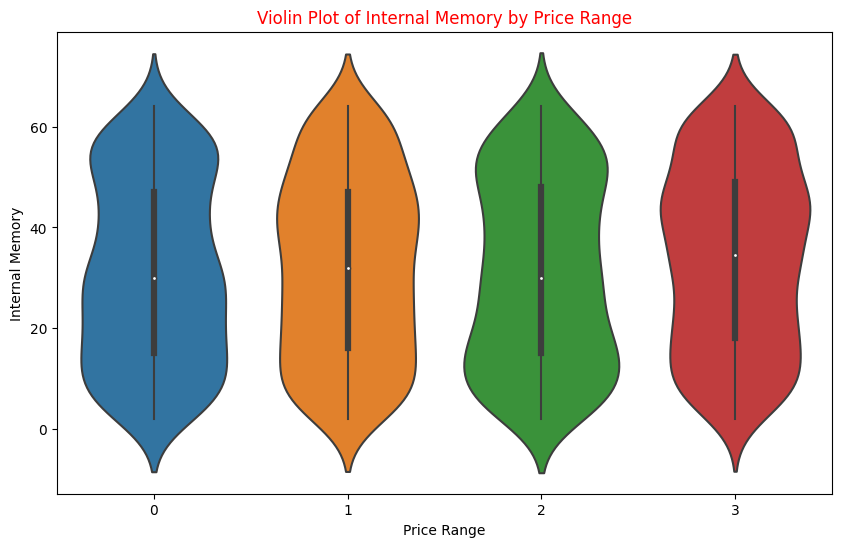 Violin Plot of Internal Memory by Price Range
Internal Memory
60
40
20
0
0 1 2 3
Price Range